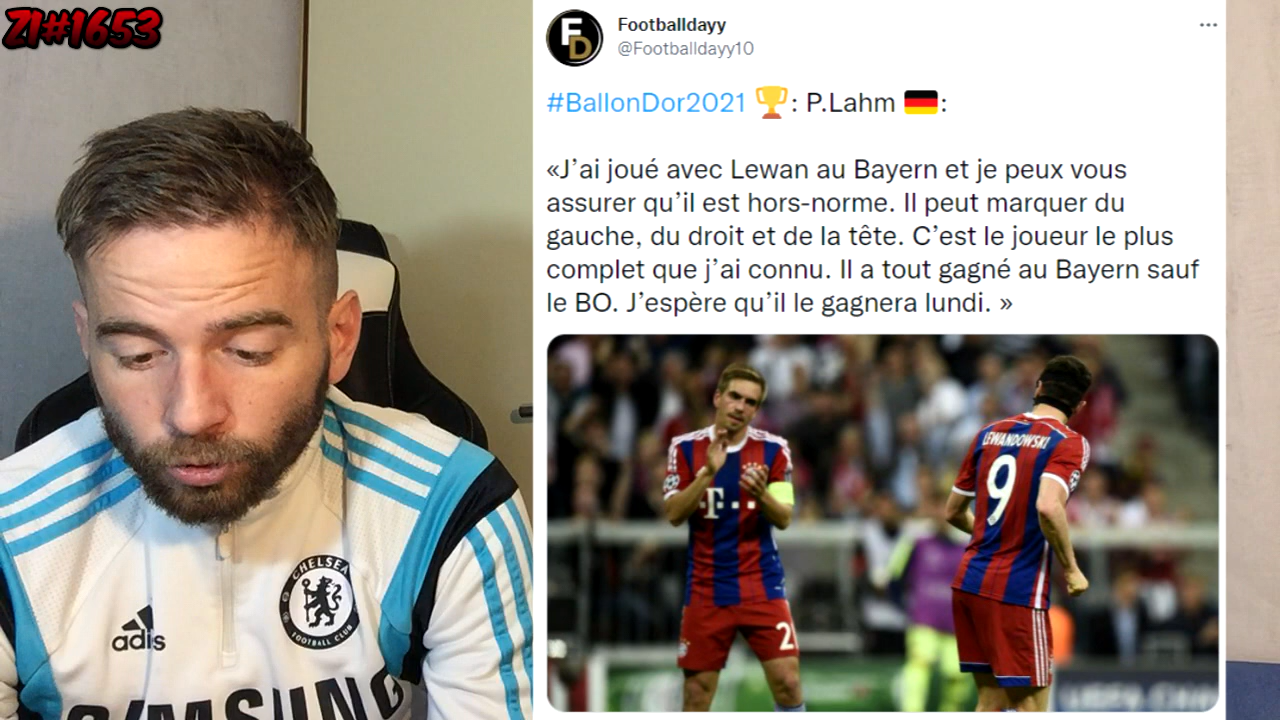 ZI#1653
Footballdayy
@Footballdayy10
#BallonDor2021 🏆: P.Lahm 🇩🇪:
«J’ai joué avec Lewan au Bayern et je peux vous
assurer qu’il est hors-norme. Il peut marquer du
gauche, du droit et de la tête. C’est le joueur le plus
complet que j’ai connu. Il a tout gagné au Bayern sauf
le BO. J’espère qu’il le gagnera lundi. »
FD
CHELSEA
FOOTBALL CLUB
adidas
SAMSUNG
LEWANDOWSKI
9
T
2